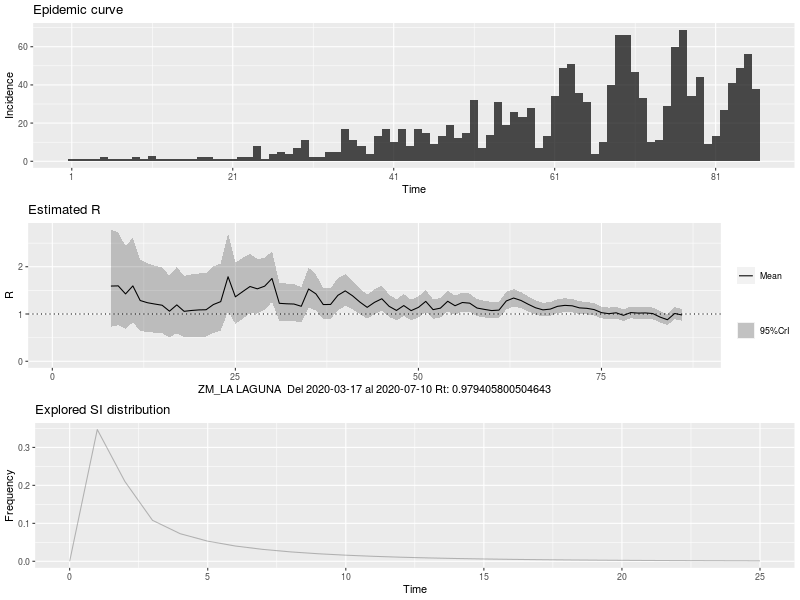 Epidemic curve
60
40
20
0
Incidence
1 21 41 61 81
Time
Estimated R
2
1
0
R
0 25 50 75
ZM_LA LAGUNA Del 2020-03-17 al 2020-07-10 Rt: 0.979405800504643
Mean
95%CrI
Explored SI distribution
0.3
0.2
0.1
0.0
Frequency
0 5 10 15 20 25
Time